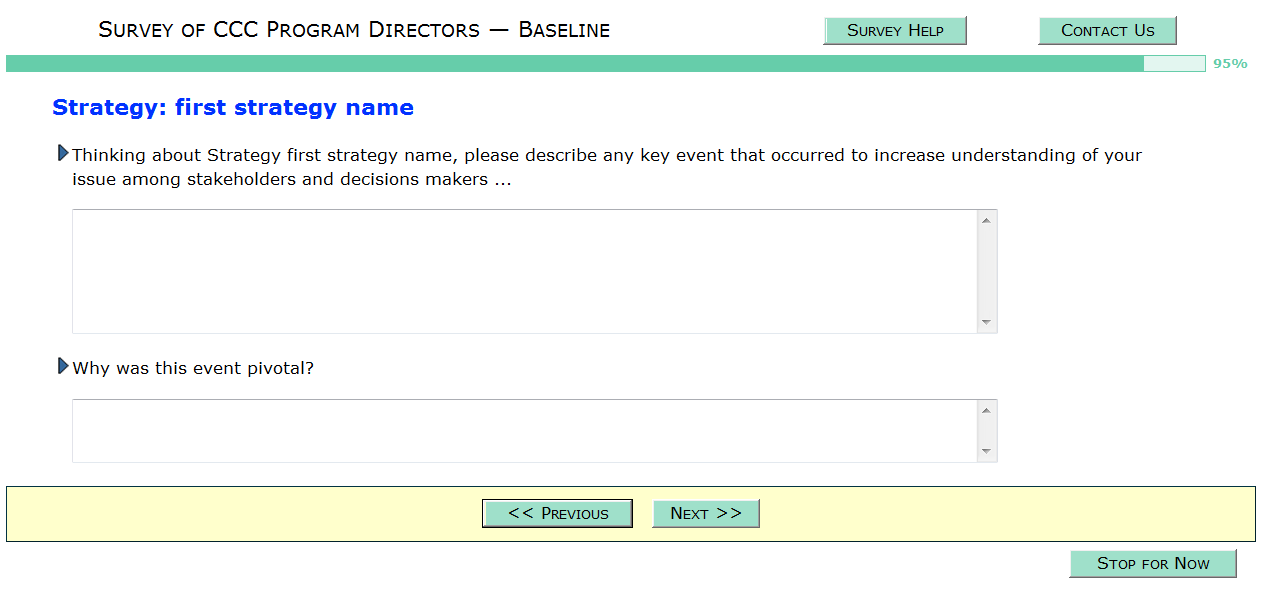 SURVEY OF CCC PROGRAM DIRECTORS — BASELINE
SURVEY HELP
CONTACT US
95%
Strategy: first strategy name
Thinking about Strategy first strategy name, please describe any key event that occurred to increase understanding of your
issue among stakeholders and decisions makers ...
Why was this event pivotal?
<< PREVIOUS
NEXT >>
STOP FOR NOW